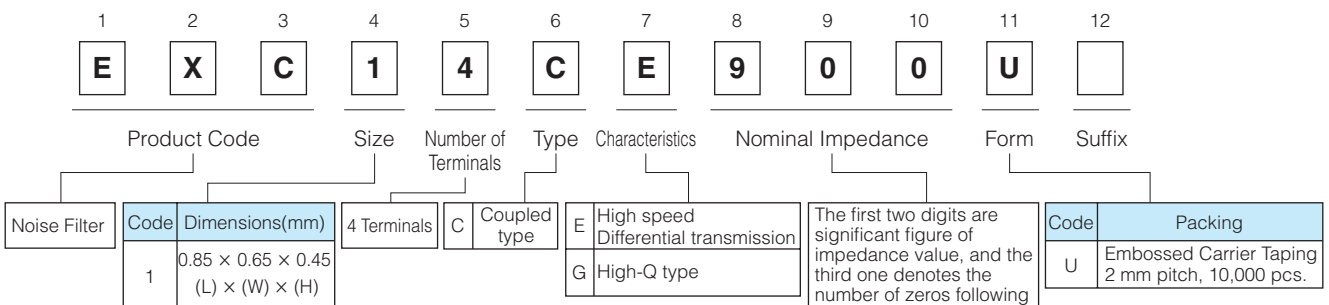 1 2 3 4 5 6 7 8 9 10 11 12
E X C 1 4 C E 9 0 0 U
Product Code Size Number of Terminals Type Characteristics Nominal Impedance Form Suffix
Noise Filter
Code Dimensions(mm)
1 0.85 × 0.65 × 0.45
(L) × (W) × (H)
4 Terminals
C Coupled
type
E High speed
Differential transmission
G High-Q type
The first two digits are
significant figure of
impedance value, and the
third one denotes the
number of zeros following
Code Packing
U Embossed Carrier Taping
2 mm pitch, 10,000 pcs.